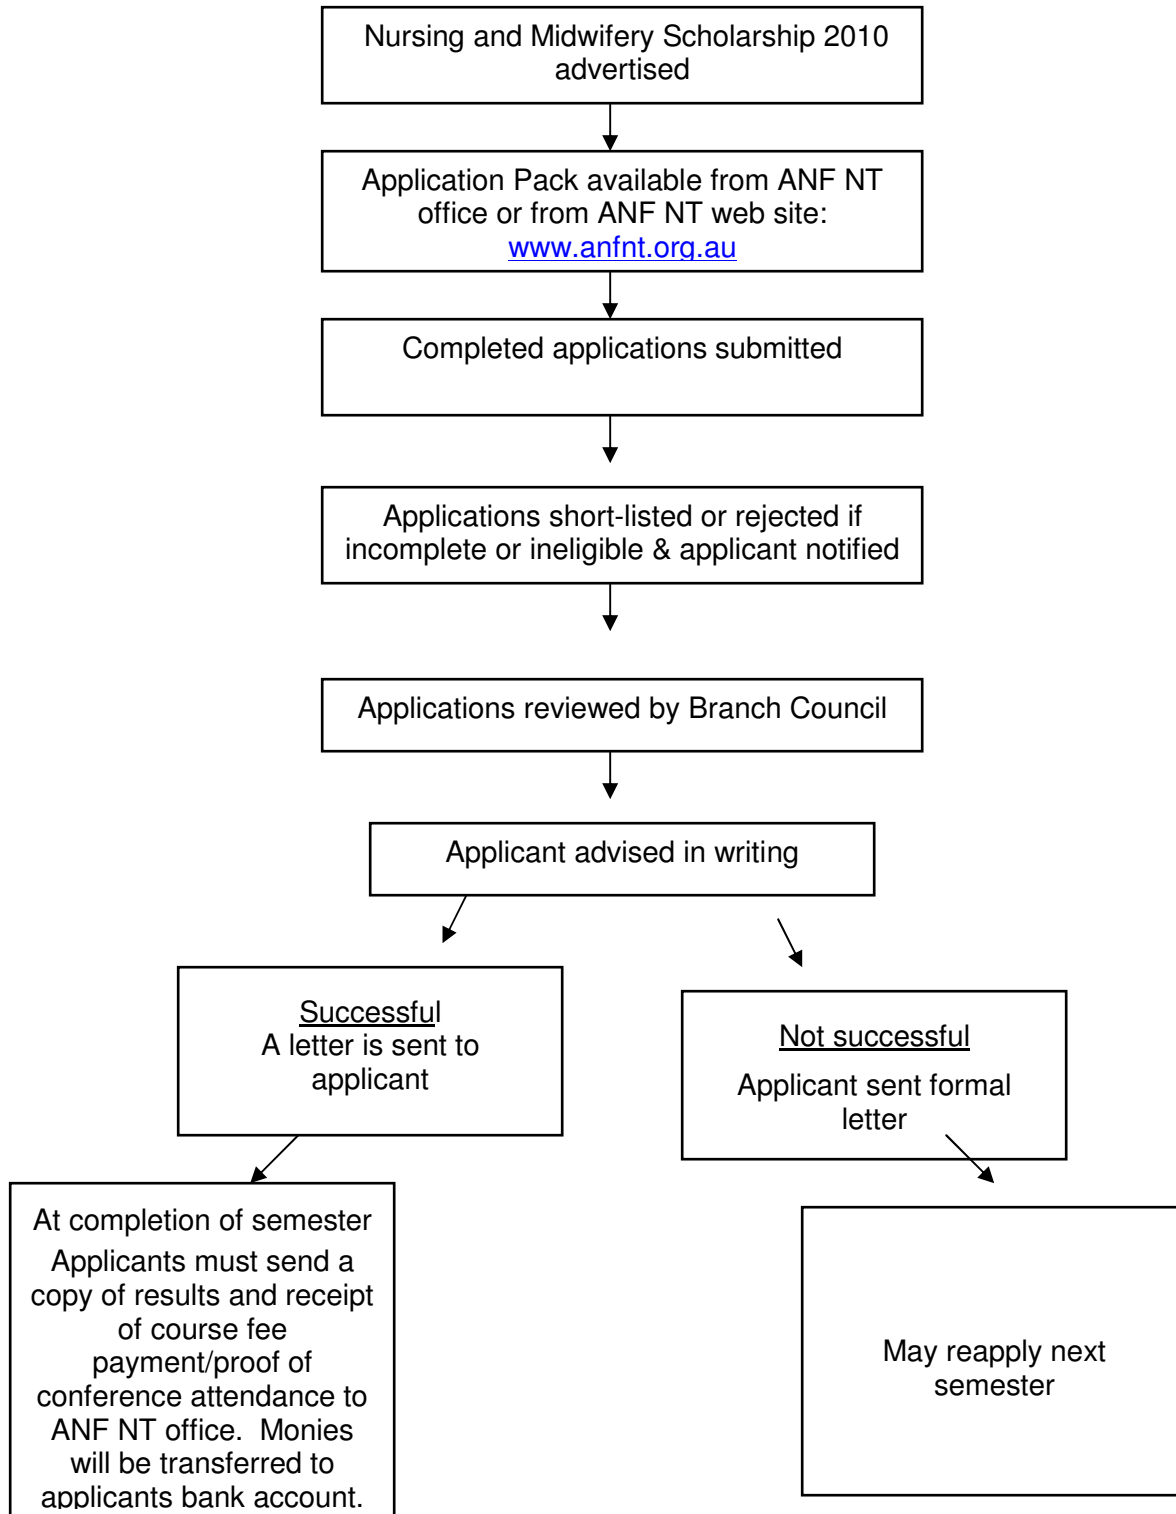 Nursing and Midwifery Scholarship 2010
advertised
Application Pack available from ANF NT
office or from ANF NT web site:
www.anfnt.org.au
Completed applications submitted
Applications short-listed or rejected if
incomplete or ineligible & applicant notified
Applications reviewed by Branch Council
Applicant advised in writing
Successful
A letter is sent to
applicant
Not successful
Applicant sent formal
letter
At completion of semester
Applicants must send a
copy of results and receipt
of course fee
payment/proof of
conference attendance to
ANF NT office.  Monies
will be transferred to
applicants bank account.
May reapply next
semester